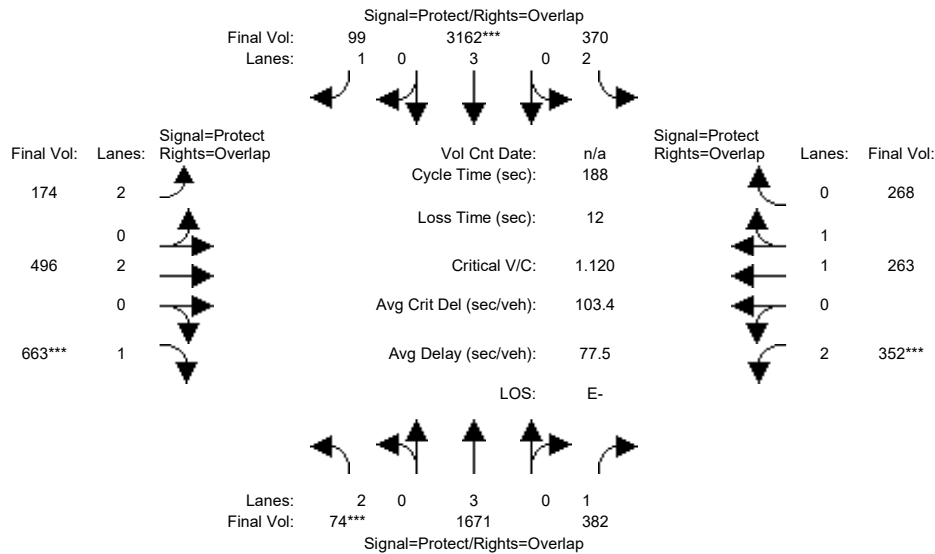 Signal=Protect/Rights=Overlap
Final Vol: 99 3162*** 370
Lanes: 1 0 3 0 2
Signal=Protect Signal=Protect
Final Vol: Lanes: Rights=Overlap Vol Cnt Date: n/a Rights=Overlap Lanes: Final Vol:
Cycle Time (sec): 188
174 2 0 268
Loss Time (sec): 12
0 1
496 2 Critical V/C: 1.120 1 263
0 Avg Crit Del (sec/veh): 103.4 0
663*** 1 Avg Delay (sec/veh): 77.5 2 352***
LOS: E-
Lanes: 2 0 3 0 1
Final Vol: 74*** 1671 382
Signal=Protect/Rights=Overlap